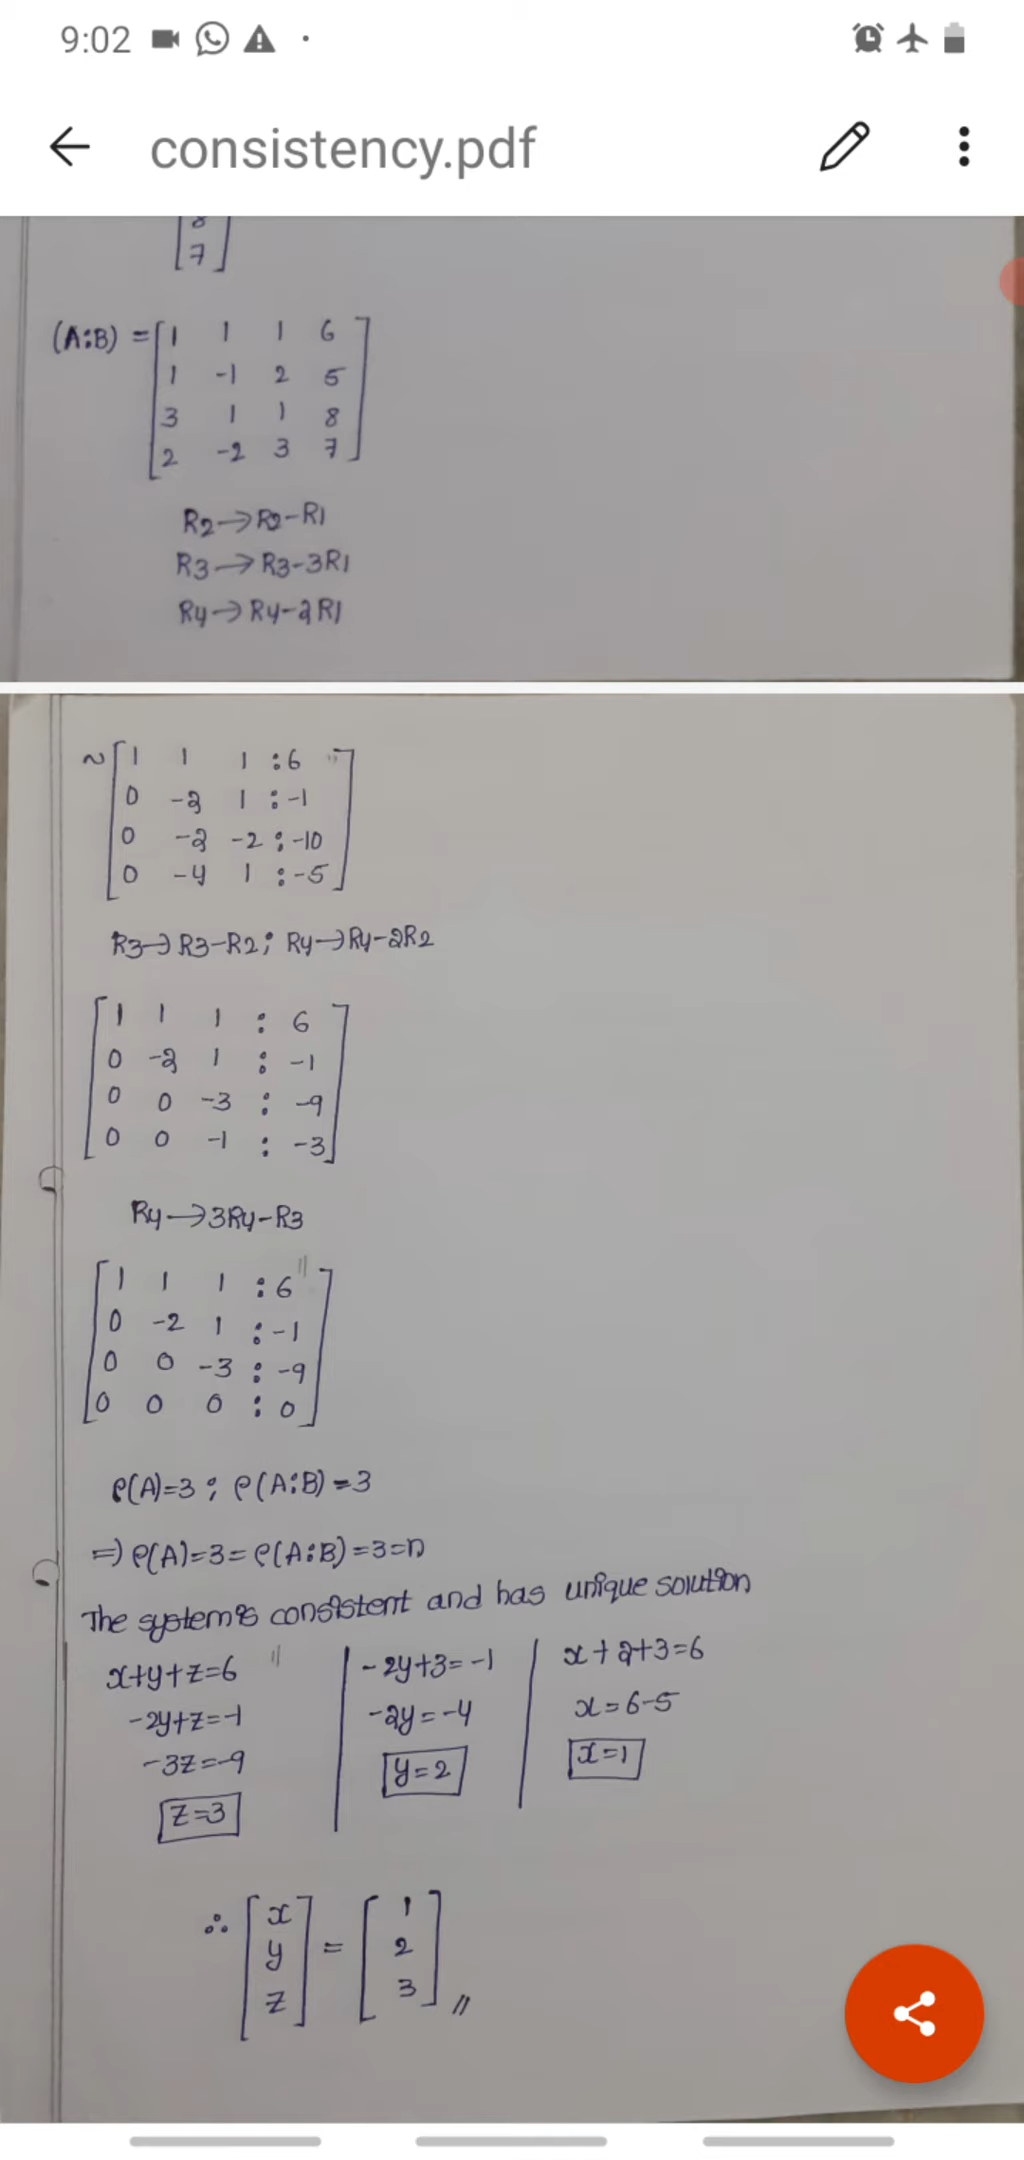 9:02
consistency.pdf
8
7
(A:B) = 1 1 1 6
1 -1 2 5
3 1 1 8
2 -2 3 7
R2→R2-R1
R3→R3-3R1
R4→R4-2R1
~ 1 1 1 : 6
0 -2 1 : -1
0 -2 -2 : -10
0 -4 1 : -5
R3→R3-R2; R4→R4-2R2
1 1 1 : 6
0 -2 1 : -1
0 0 -3 : -9
0 0 -1 : -3
R4→3R4-R3
1 1 1 : 6
0 -2 1 : -1
0 0 -3 : -9
0 0 0 : 0
ρ(A)=3; ρ(A:B)=3
⇒ ρ(A)=3=ρ(A:B)=3=n
The system is consistent and has unique solution
x+y+z=6
-2y+z=-1
-3z=-9
z=3
-2y+3=-1
-2y=-4
y=2
x+2+3=6
x=6-5
x=1
∴ x = 1
y 2
z 3 //